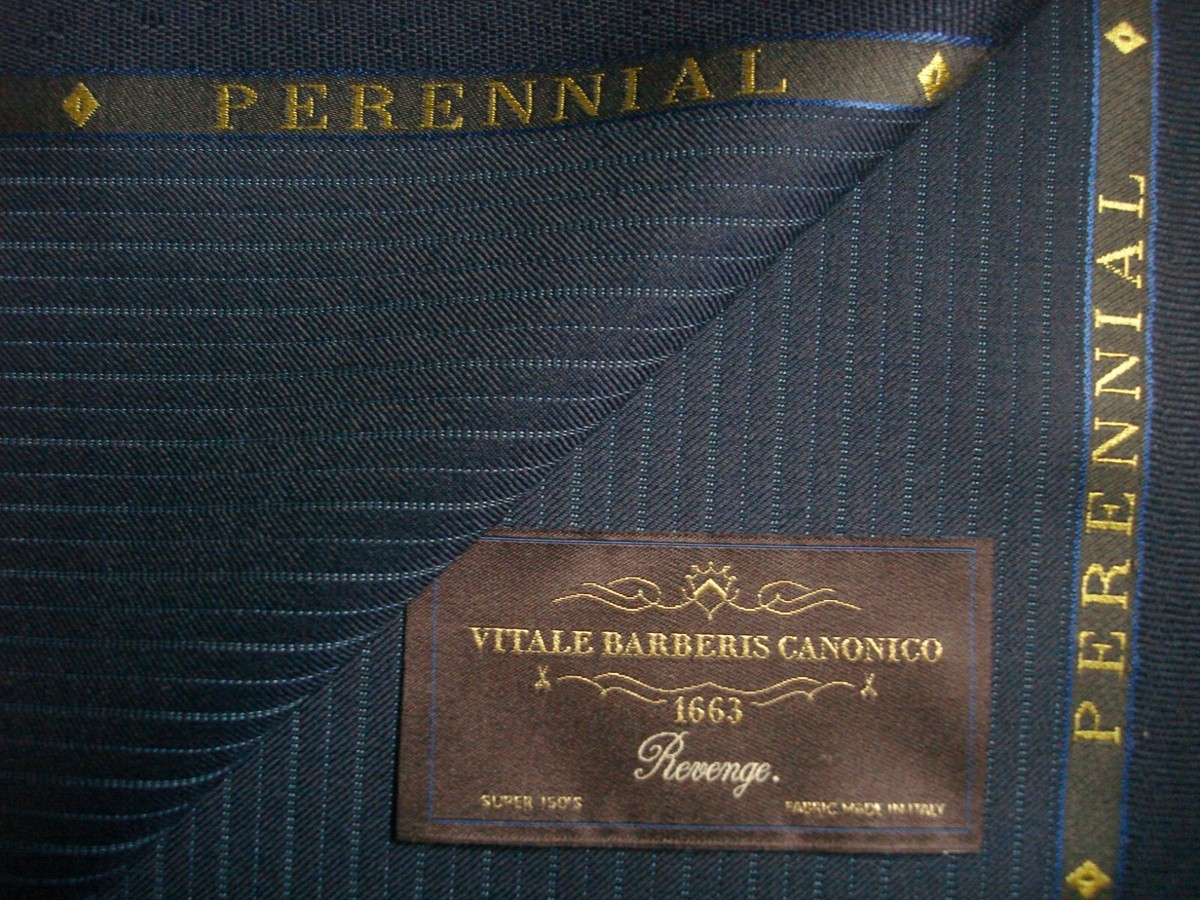 PERENNIAL
PERENNIAL
VITALE BARBERIS CANONICO
1663
Revenge.
SUPER 150'S
FABRIC MADE IN ITALY